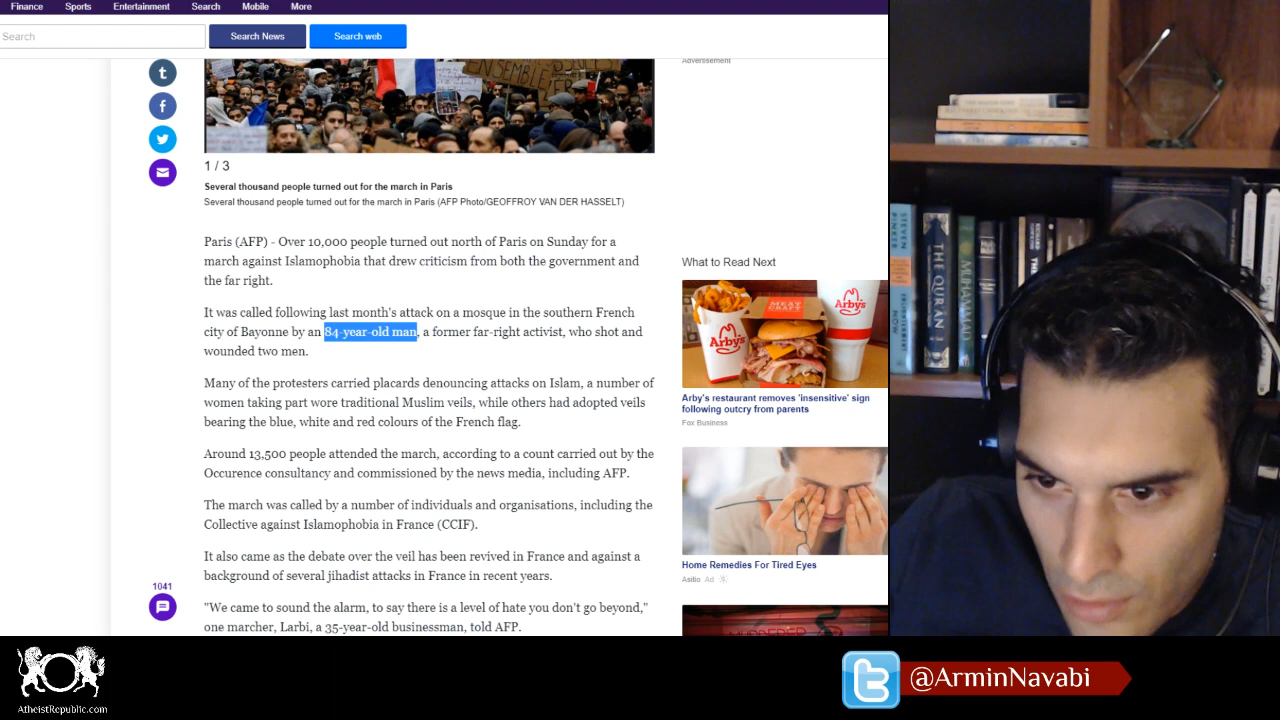 Finance
Sports
Entertainment
Search
Mobile
More
Search
Search News
Search web
Advertisement
ENSEMBLE
1 / 3
Several thousand people turned out for the march in Paris
Several thousand people turned out for the march in Paris (AFP Photo/GEOFFROY VAN DER HASSELT)
Paris (AFP) - Over 10,000 people turned out north of Paris on Sunday for a
march against Islamophobia that drew criticism from both the government and
the far right.
It was called following last month's attack on a mosque in the southern French
city of Bayonne by an 84-year-old man, a former far-right activist, who shot and
wounded two men.
Many of the protesters carried placards denouncing attacks on Islam, a number of
women taking part wore traditional Muslim veils, while others had adopted veils
bearing the blue, white and red colours of the French flag.
Around 13,500 people attended the march, according to a count carried out by the
Occurence consultancy and commissioned by the news media, including AFP.
The march was called by a number of individuals and organisations, including the
Collective against Islamophobia in France (CCIF).
It also came as the debate over the veil has been revived in France and against a
background of several jihadist attacks in France in recent years.
"We came to sound the alarm, to say there is a level of hate you don't go beyond,"
one marcher, Larbi, a 35-year-old businessman, told AFP.
1041
What to Read Next
MEAT
CRAFT
Arby's
Arby's
Arby's restaurant removes 'insensitive' sign
following outcry from parents
Fox Business
Home Remedies For Tired Eyes
Asitio Ad
STEVEN
PINKER
ENLIGHTENMENT
NOW
THE QURAN
MUHAMMAD
AtheistRepublic.com
@ArminNavabi